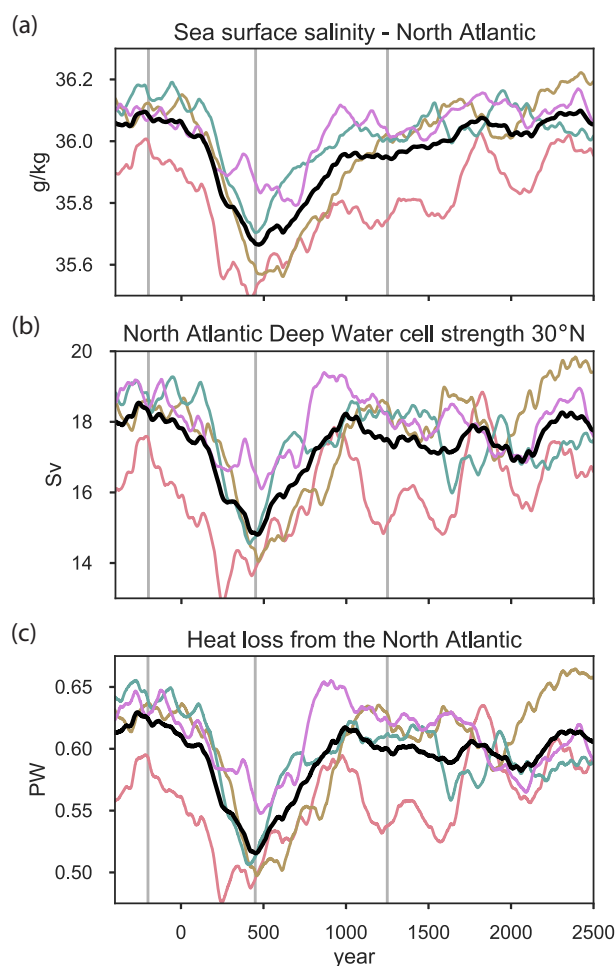 (a)
Sea surface salinity - North Atlantic
36.2
36.0
35.8
35.6
g/kg
(b)
North Atlantic Deep Water cell strength 30°N
20
18
16
14
Sv
(c)
Heat loss from the North Atlantic
0.65
0.60
0.55
0.50
PW
0 500 1000 1500 2000 2500
year